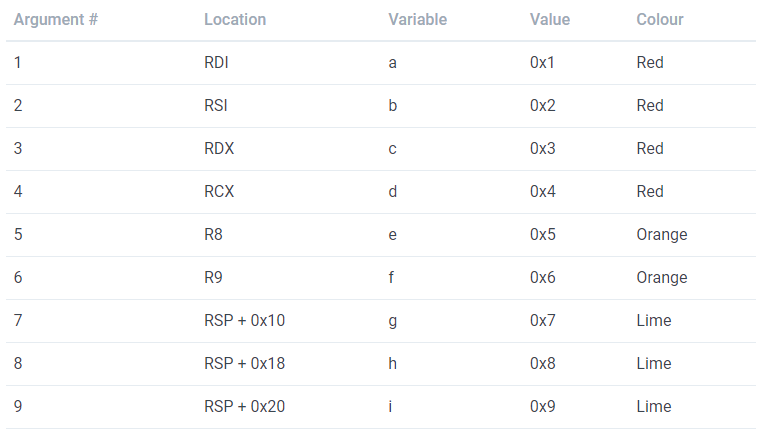 Argument # Location Variable Value Colour
1 RDI a 0x1 Red
2 RSI b 0x2 Red
3 RDX c 0x3 Red
4 RCX d 0x4 Red
5 R8 e 0x5 Orange
6 R9 f 0x6 Orange
7 RSP + 0x10 g 0x7 Lime
8 RSP + 0x18 h 0x8 Lime
9 RSP + 0x20 i 0x9 Lime